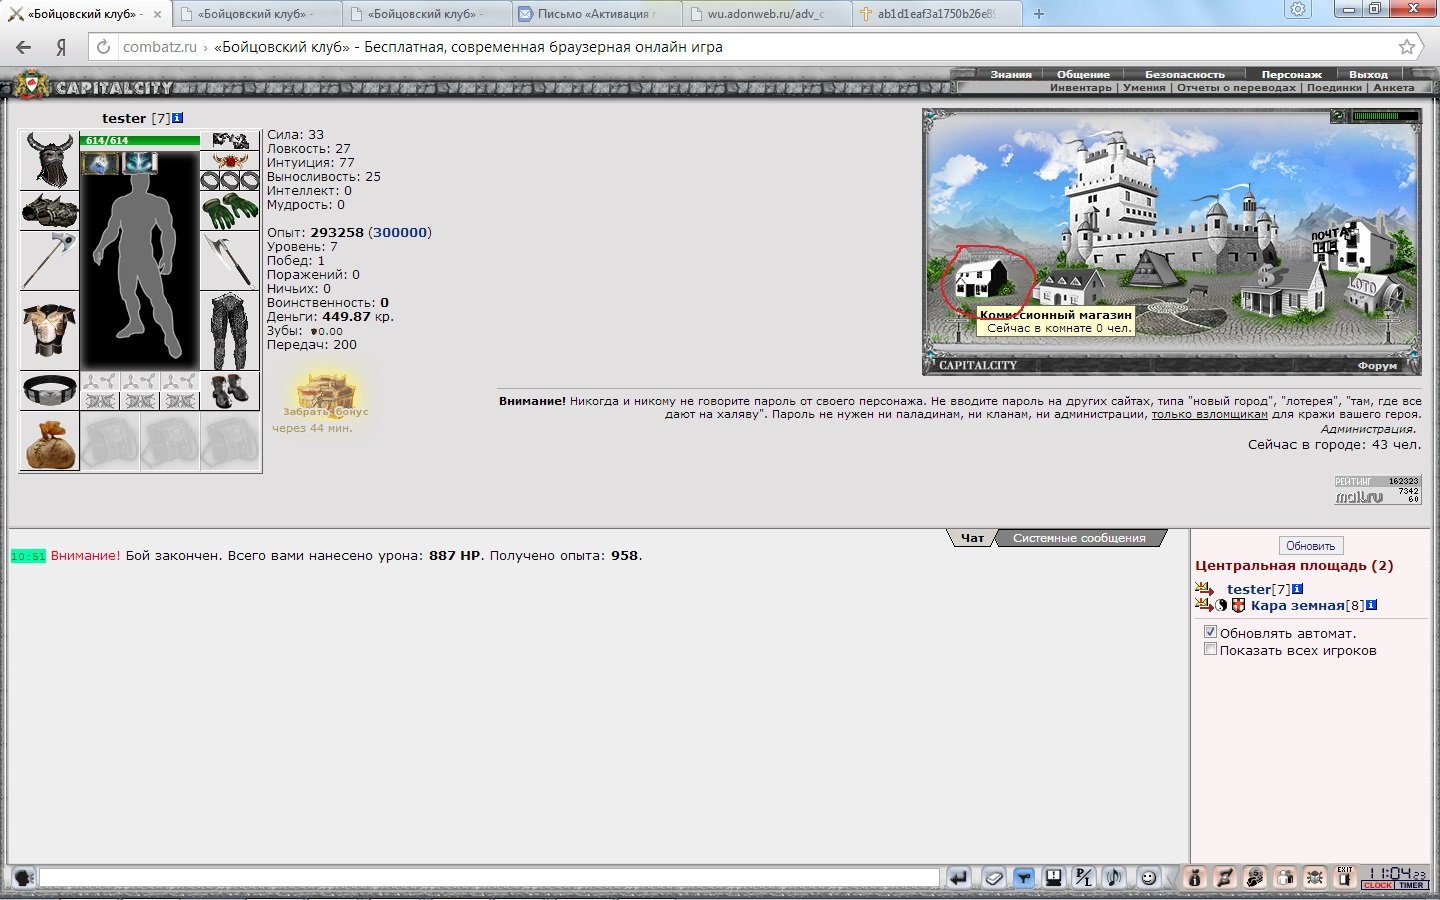 «Бойцовский клуб» -
«Бойцовский клуб» -
«Бойцовский клуб» -
Письмо «Активация
wu.adonweb.ru/adv_c
ab1d1eaf3a1750b26e89
Я
combatz.ru › «Бойцовский клуб» - Бесплатная, современная браузерная онлайн игра
CAPITALCITY
Знания | Общение | Безопасность | Персонаж | Выход
Инвентарь | Умения | Отчеты о переводах | Поединки | Анкета
tester [7]i
614/614
Сила: 33
Ловкость: 27
Интуиция: 77
Выносливость: 25
Интеллект: 0
Мудрость: 0
Опыт: 293258 (300000)
Уровень: 7
Побед: 1
Поражений: 0
Ничьих: 0
Воинственность: 0
Деньги: 449.87 кр.
Зубы: 0.00
Передач: 200
Забрать бонус
через 44 мин.
ПОЧТА
$
LOTO
Комиссионный магазин
Сейчас в комнате 0 чел.
CAPITALCITY
Форум
Внимание! Никогда и никому не говорите пароль от своего персонажа. Не вводите пароль на других сайтах, типа "новый город", "лотерея", "там, где все
дают на халяву". Пароль не нужен ни паладинам, ни кланам, ни администрации, только взломщикам для кражи вашего героя.
Администрация.
Сейчас в городе: 43 чел.
РЕЙТИНГ 162323
mail.ru 7342
60
Чат
Системные сообщения
10:51 Внимание! Бой закончен. Всего вами нанесено урона: 887 HP. Получено опыта: 958.
Обновить
Центральная площадь (2)
tester[7]i
Кара земная[8]i
Обновлять автомат.
Показать всех игроков
P/L
EXIT
11:04 23
CLOCK TIMER